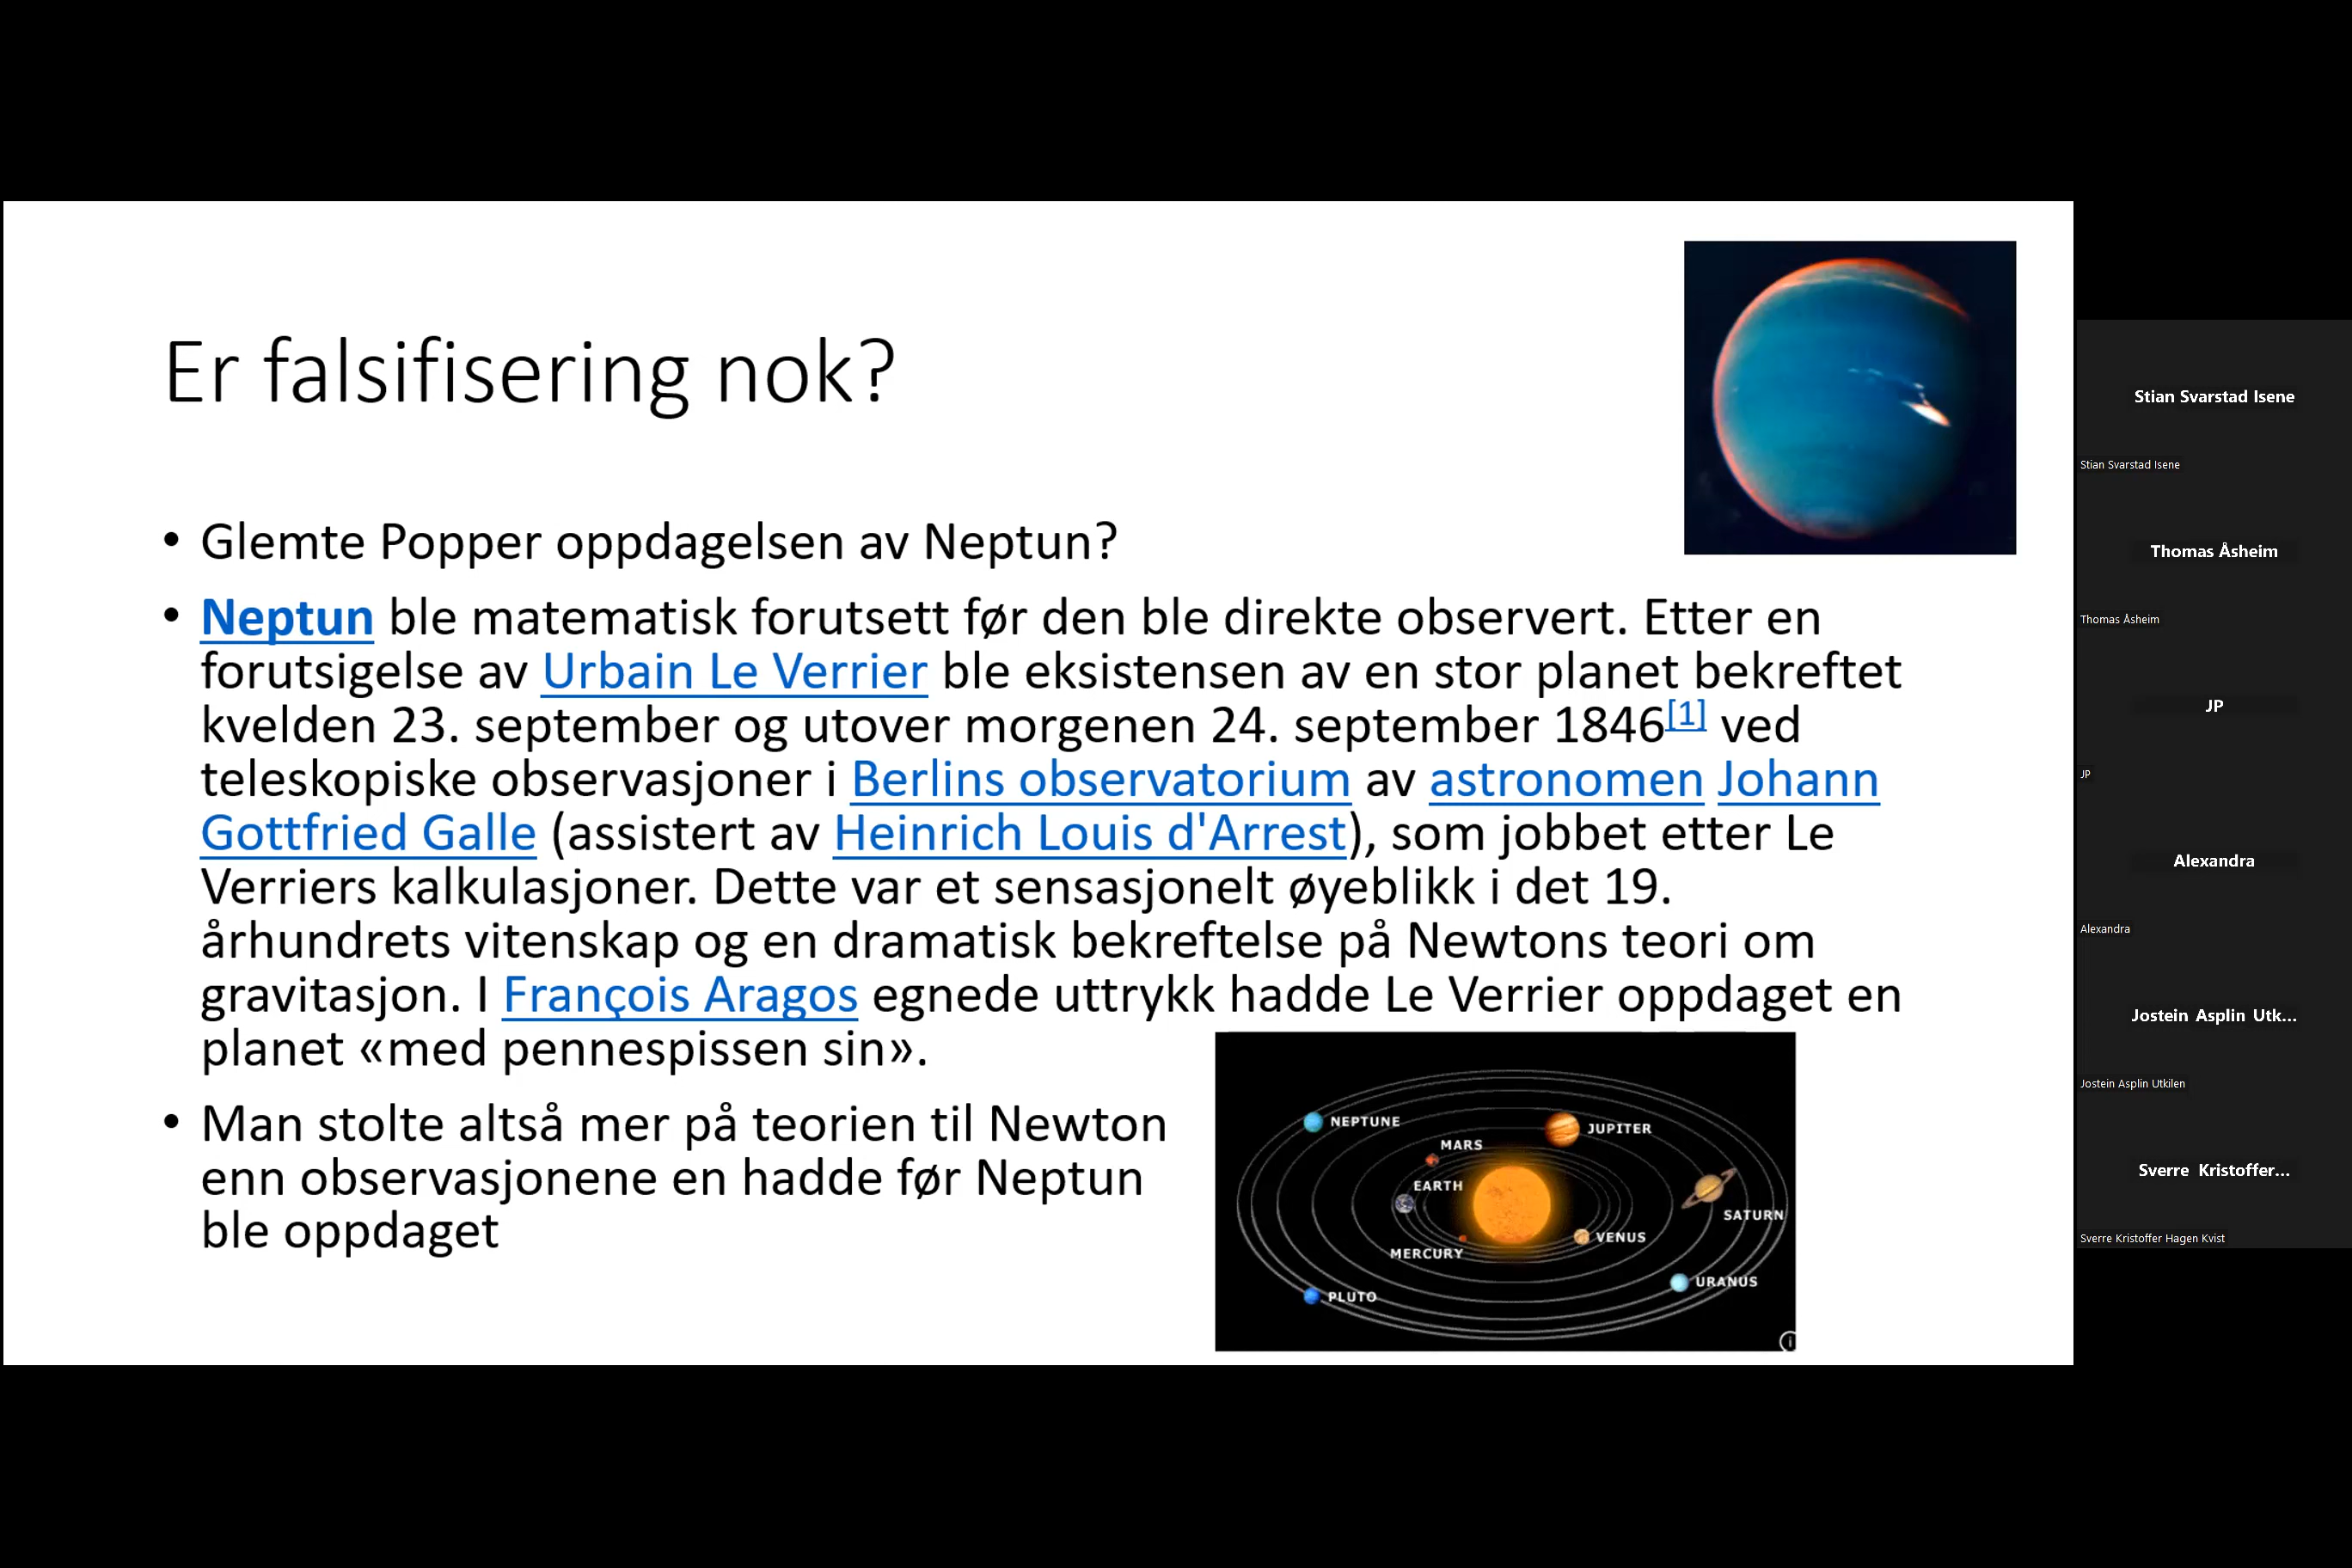 Er falsifisering nok?
• Glemte Popper oppdagelsen av Neptun?
• Neptun ble matematisk forutsett før den ble direkte observert. Etter en
forutsigelse av Urbain Le Verrier ble eksistensen av en stor planet bekreftet
kvelden 23. september og utover morgenen 24. september 1846[1] ved
teleskopiske observasjoner i Berlins observatorium av astronomen Johann
Gottfried Galle (assistert av Heinrich Louis d'Arrest), som jobbet etter Le
Verriers kalkulasjoner. Dette var et sensasjonelt øyeblikk i det 19.
århundrets vitenskap og en dramatisk bekreftelse på Newtons teori om
gravitasjon. I François Aragos egnede uttrykk hadde Le Verrier oppdaget en
planet «med pennespissen sin».
• Man stolte altså mer på teorien til Newton
enn observasjonene en hadde før Neptun
ble oppdaget
NEPTUNE
JUPITER
MARS
EARTH
SATURN
VENUS
MERCURY
URANUS
PLUTO
Stian Svarstad Isene
Stian Svarstad Isene
Thomas Åsheim
Thomas Åsheim
JP
JP
Alexandra
Alexandra
Jostein Asplin Utk...
Jostein Asplin Utkilen
Sverre Kristoffer...
Sverre Kristoffer Hagen Kvist